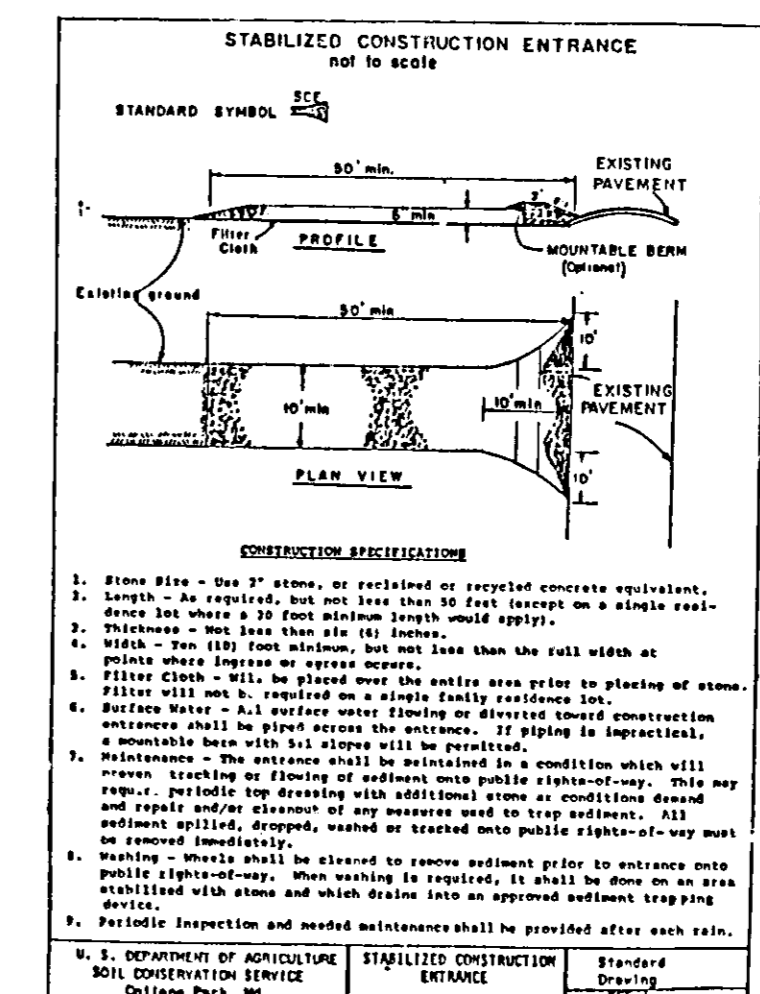 STABILIZED CONSTRUCTION ENTRANCE
not to scale
STANDARD SYMBOL SCE
50' min.
EXISTING
PAVEMENT
6" min
Filter
Cloth
PROFILE
MOUNTABLE BERM
(Optional)
Existing ground
50' min
10'
10' min
10' min
EXISTING
PAVEMENT
PLAN VIEW
10'
CONSTRUCTION SPECIFICATIONS
1. Stone Size - Use 2" stone, or reclaimed or recycled concrete equivalent.
2. Length - As required, but not less than 50 feet (except on a single resi-
dence lot where a 30 foot minimum length would apply).
3. Thickness - Not less than six (6) inches.
4. Width - Ten (10) foot minimum, but not less than the full width at
points where ingress or egress occurs.
5. Filter Cloth - Will be placed over the entire area prior to placing of stone.
Filter will not be required on a single family residence lot.
6. Surface Water - All surface water flowing or diverted toward construction
entrances shall be piped across the entrance. If piping is impractical,
a mountable berm with 5:1 slopes will be permitted.
7. Maintenance - The entrance shall be maintained in a condition which will
prevent tracking or flowing of sediment onto public rights-of-way. This may
require periodic top dressing with additional stone as conditions demand
and repair and/or cleanout of any measures used to trap sediment. All
sediment spilled, dropped, washed or tracked onto public rights-of-way must
be removed immediately.
8. Washing - Wheels shall be cleaned to remove sediment prior to entrance onto
public rights-of-way. When washing is required, it shall be done on an area
stabilized with stone and which drains into an approved sediment trapping
device.
9. Periodic inspection and needed maintenance shall be provided after each rain.
U. S. DEPARTMENT OF AGRICULTURE
SOIL CONSERVATION SERVICE
STABILIZED CONSTRUCTION
ENTRANCE
Standard
Drawing